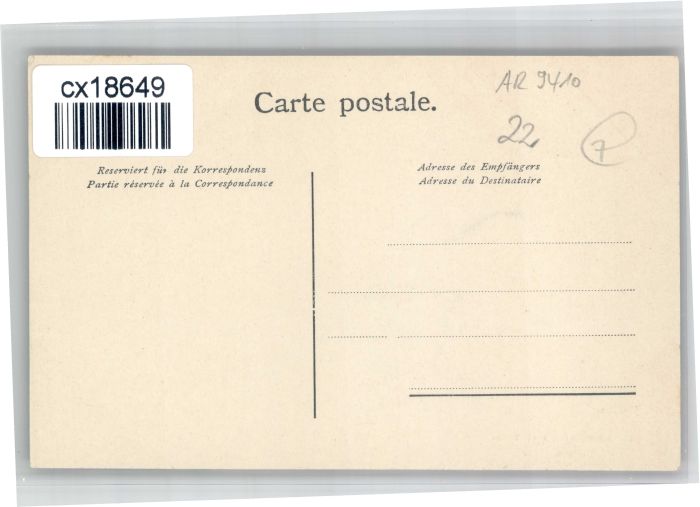 cx18649
AR 9410
Carte postale.
22
7
Reserviert für die Korrespondenz
Partie réservée à la Correspondance
Adresse des Empfängers
Adresse du Destinataire